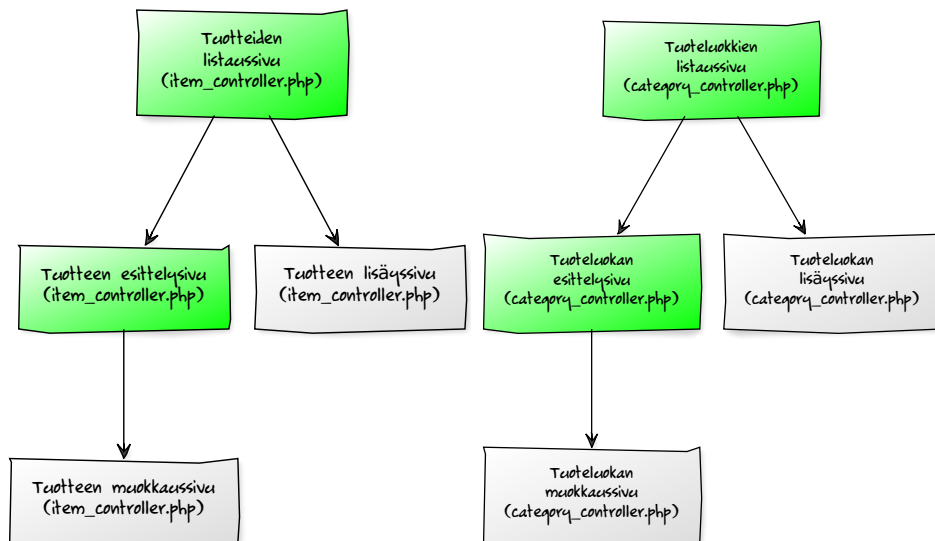 Tuotteiden
listaussivu
(item_controller.php)
Tuoteluokkien
listaussivu
(category_controller.php)
Tuotteen esittelysivu
(item_controller.php)
Tuotteen lisäyssivu
(item_controller.php)
Tuoteluokan
esittelysivu
(category_controller.php)
Tuoteluokan
lisäyssivu
(category_controller.php)
Tuotteen muokkaussivu
(item_controller.php)
Tuoteluokan
muokkaussivu
(category_controller.php)